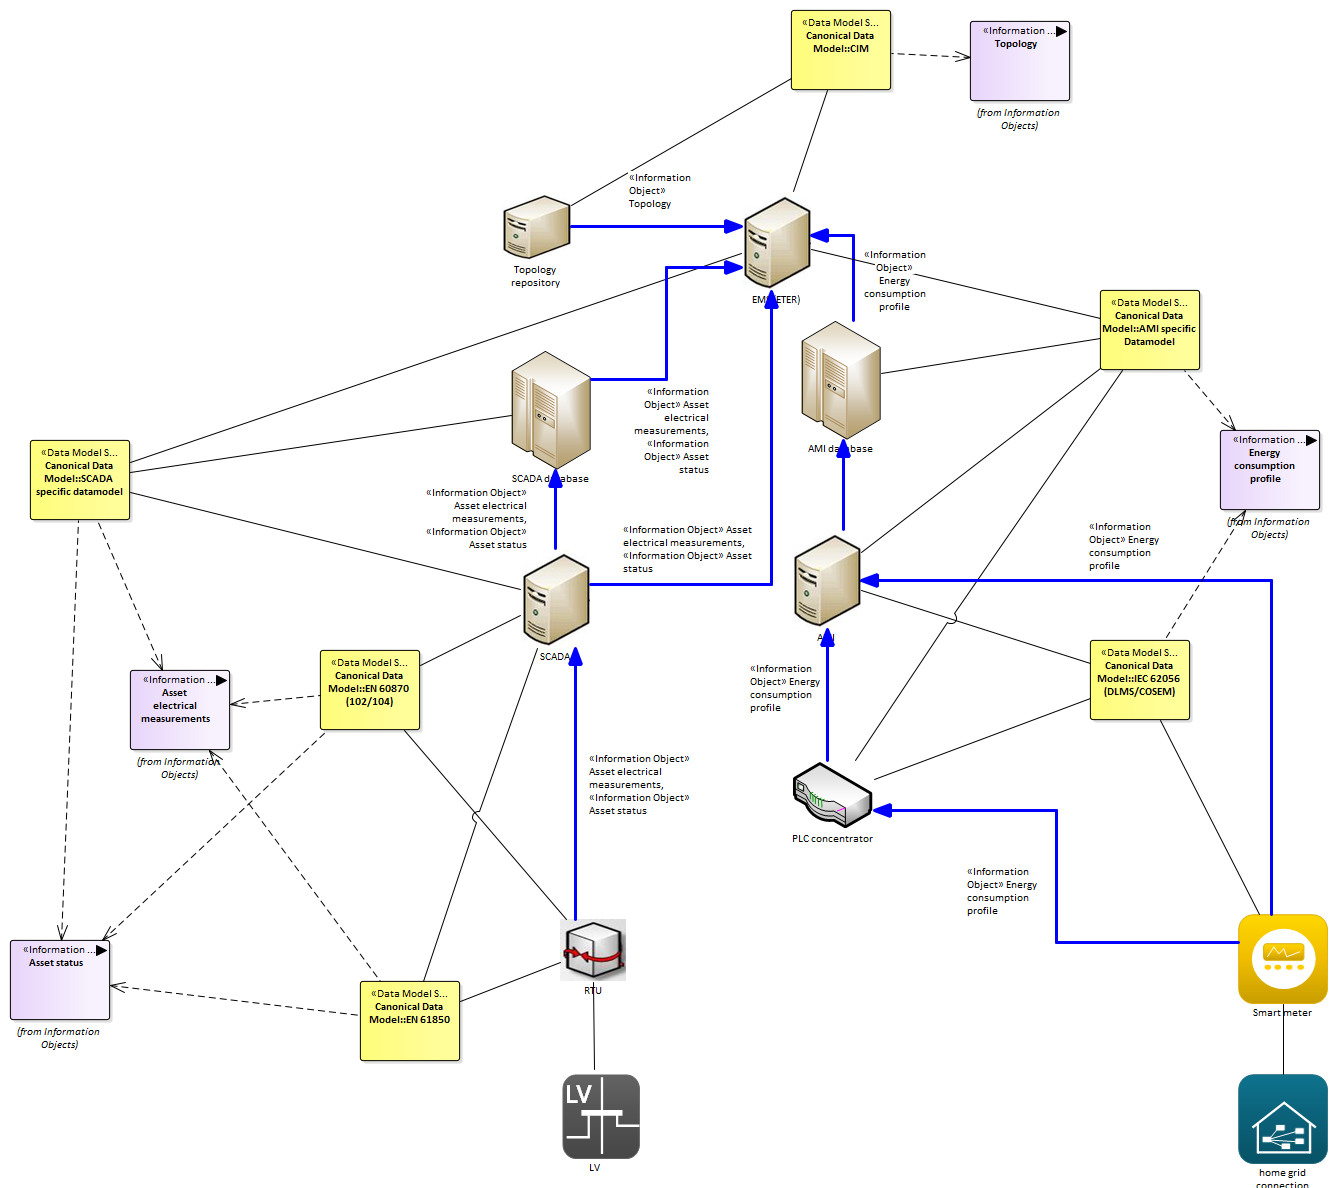 «Data Model S...
Canonical Data
Model::CIM
«Information ...
Topology
(from Information
Objects)
«Information
Object»
Topology
Topology
repository
«Information
Object»
Energy
consumption
profile
«Data Model S...
Canonical Data
Model::AMI specific
Datamodel
«Information
Object» Asset
electrical
measurements,
«Information
Object» Asset
status
AMI database
«Information ...
Energy
consumption
profile
(from Information
Objects)
«Data Model S...
Canonical Data
Model::SCADA
specific datamodel
SCADA database
«Information Object»
Asset electrical
measurements,
«Information Object»
Asset status
«Information Object» Asset
electrical measurements,
«Information Object» Asset
status
«Information
Object» Energy
consumption
profile
SCADA
«Data Model S...
Canonical Data
Model::EN 60870
(102/104)
«Information ...
Asset
electrical
measurements
(from Information
Objects)
«Information
Object» Energy
consumption
profile
«Data Model S...
Canonical Data
Model::IEC 62056
(DLMS/COSEM)
«Information Object»
Asset electrical
measurements,
«Information Object»
Asset status
PLC concentrator
«Information
Object» Energy
consumption
profile
«Information ...
Asset status
(from Information
Objects)
«Data Model S...
Canonical Data
Model::EN 61850
RTU
Smart meter
LV
LV
home grid
connection